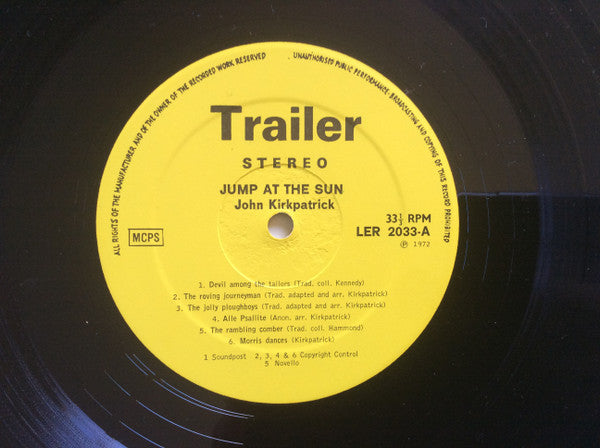 ALL RIGHTS OF THE MANUFACTURER AND OF THE OWNER OF THE RECORDED WORK RESERVED
UNAUTHORISED PUBLIC PERFORMANCE·BROADCASTING AND COPYING OF THIS RECORD PROHIBITED
Trailer
STEREO
JUMP AT THE SUN
John Kirkpatrick
MCPS
33⅓ RPM
LER 2033-A
Ⓟ 1972
1. Devil among the tailors (Trad. coll. Kennedy)
2. The roving journeyman (Trad. adapted and arr. Kirkpatrick)
3. The jolly ploughboys (Trad. adapted and arr. Kirkpatrick)
4. Alle Psallite (Anon. arr. Kirkpatrick)
5. The rambling comber (Trad. coll. Hammond)
6. Morris dances (Kirkpatrick)
1 Soundpost 2, 3, 4 & 6 Copyright Control
5 Novello